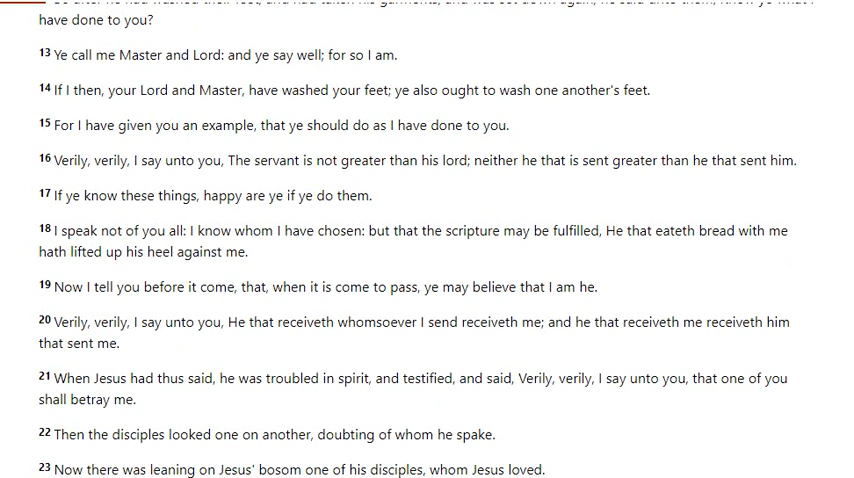 have done to you?
13 Ye call me Master and Lord: and ye say well; for so I am.
14 If I then, your Lord and Master, have washed your feet; ye also ought to wash one another's feet.
15 For I have given you an example, that ye should do as I have done to you.
16 Verily, verily, I say unto you, The servant is not greater than his lord; neither he that is sent greater than he that sent him.
17 If ye know these things, happy are ye if ye do them.
18 I speak not of you all: I know whom I have chosen: but that the scripture may be fulfilled, He that eateth bread with me
hath lifted up his heel against me.
19 Now I tell you before it come, that, when it is come to pass, ye may believe that I am he.
20 Verily, verily, I say unto you, He that receiveth whomsoever I send receiveth me; and he that receiveth me receiveth him
that sent me.
21 When Jesus had thus said, he was troubled in spirit, and testified, and said, Verily, verily, I say unto you, that one of you
shall betray me.
22 Then the disciples looked one on another, doubting of whom he spake.
23 Now there was leaning on Jesus' bosom one of his disciples, whom Jesus loved.